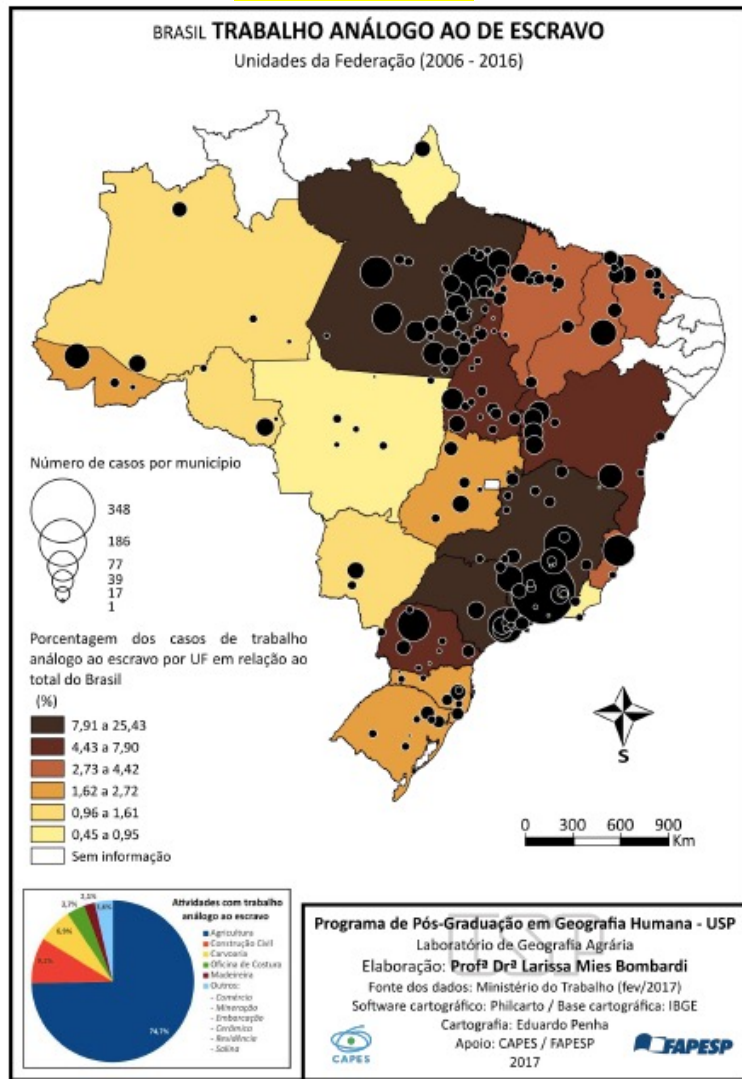 BRASIL TRABALHO ANÁLOGO AO DE ESCRAVO
Unidades da Federação (2006 - 2016)
Número de casos por município
348
186
77
39
17
1
Porcentagem dos casos de trabalho
análogo ao escravo por UF em relação ao
total do Brasil
(%)
7,91 a 25,43
4,43 a 7,90
2,73 a 4,42
1,62 a 2,72
0,96 a 1,61
0,45 a 0,95
Sem informação
S
0 300 600 900
Km
Atividades com trabalho
análogo ao escravo
Agricultura
Construção Civil
Carvoaria
Oficina de Costura
Madeireira
Outros:
- Comércio
- Mineração
- Embarcação
- Cerâmica
- Residência
- Salina
74,7%
Programa de Pós-Graduação em Geografia Humana - USP
Laboratório de Geografia Agrária
Elaboração: Profª Drª Larissa Mies Bombardi
Fonte dos dados: Ministério do Trabalho (fev/2017)
Software cartográfico: Philcarto / Base cartográfica: IBGE
Cartografia: Eduardo Penha
Apoio: CAPES / FAPESP
2017
CAPES
FAPESP